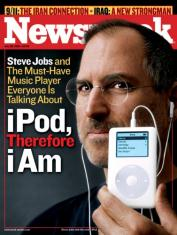 9/11: THE IRAN CONNECTION • IRAQ: A NEW STRONGMAN
Newsweek
Steve Jobs and
The Must-Have
Music Player
Everyone Is
Talking About
iPod,
Therefore
i Am